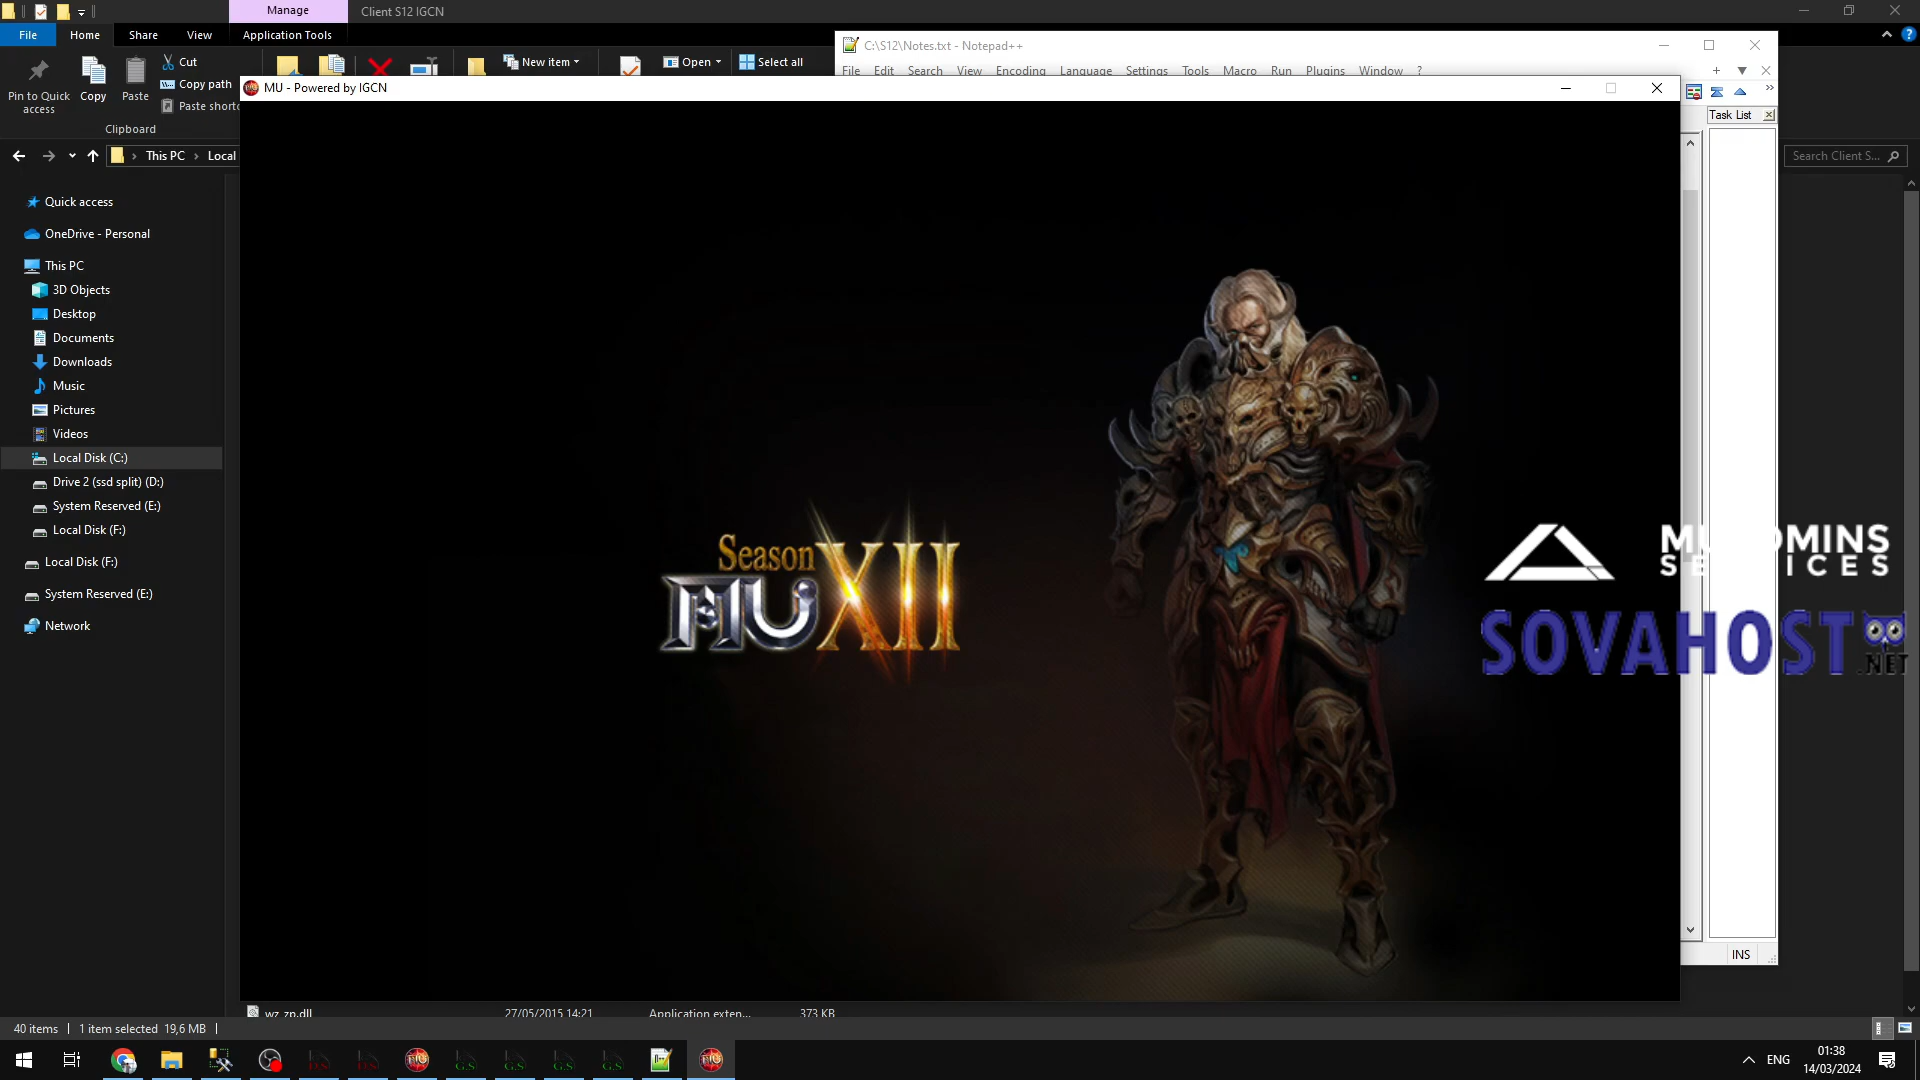 Manage
Client S12 IGCN
File
Home
Share
View
Application Tools
Pin to Quick access
Copy
Paste
Cut
Copy path
Paste shortc
Clipboard
New item
Open
Select all
C:\S12\Notes.txt - Notepad++
File Edit Search View Encoding Language Settings Tools Macro Run Plugins Window ?
MU - Powered by IGCN
Task List
This PC
Local
Search Client S...
Quick access
OneDrive - Personal
This PC
3D Objects
Desktop
Documents
Downloads
Music
Pictures
Videos
Local Disk (C:)
Drive 2 (ssd split) (D:)
System Reserved (E:)
Local Disk (F:)
Local Disk (F:)
System Reserved (E:)
Network
Season
MU XII
SOVAHOST
.NET
INS
wz_zp.dll
27/05/2015 14:21
Application exten...
373 KB
40 items
1 item selected 19,6 MB
ENG
01:38
14/03/2024